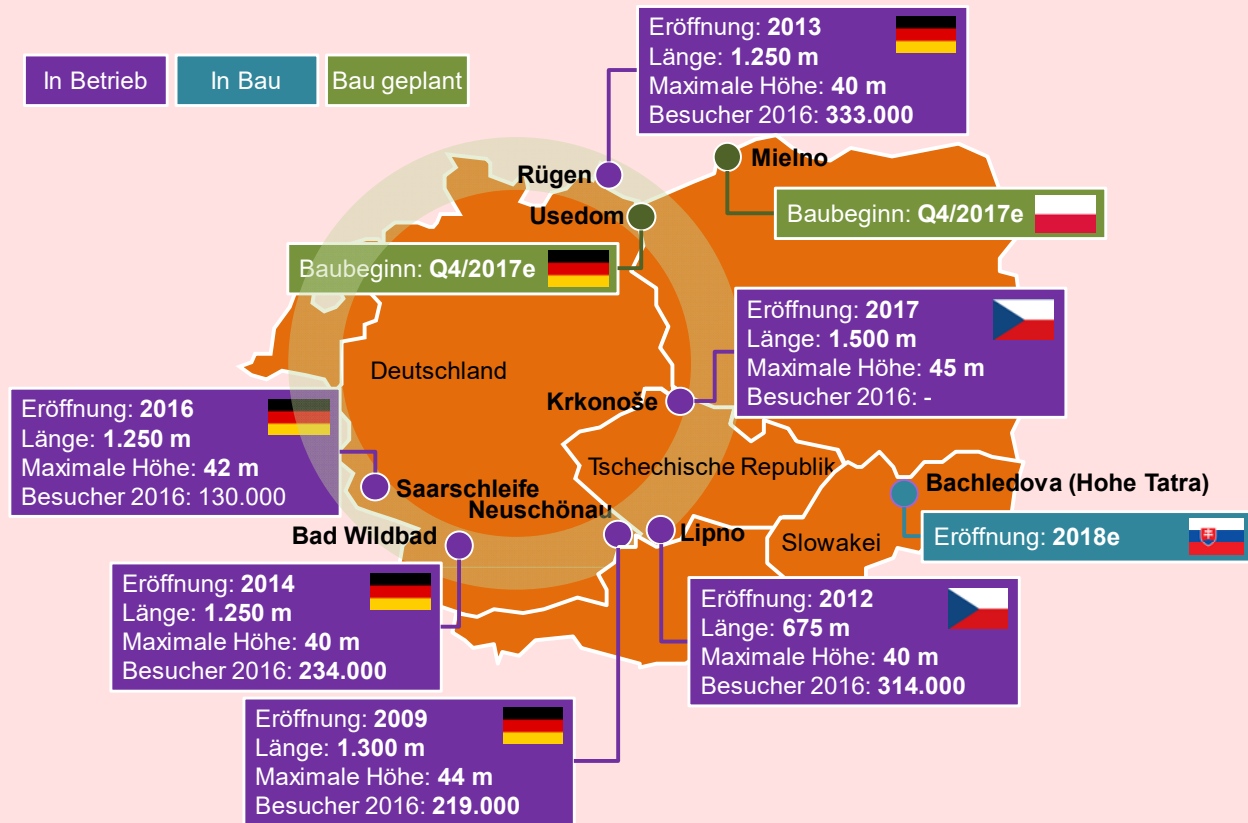 In Betrieb
In Bau
Bau geplant
Eröffnung: 2013
Länge: 1.250 m
Maximale Höhe: 40 m
Besucher 2016: 333.000
Rügen
Mielno
Usedom
Baubeginn: Q4/2017e
Baubeginn: Q4/2017e
Eröffnung: 2017
Länge: 1.500 m
Maximale Höhe: 45 m
Besucher 2016: -
Deutschland
Krkonoše
Eröffnung: 2016
Länge: 1.250 m
Maximale Höhe: 42 m
Besucher 2016: 130.000
Tschechische Republik
Saarschleife
Bachledova (Hohe Tatra)
Neuschönau
Bad Wildbad
Lipno
Slowakei
Eröffnung: 2018e
Eröffnung: 2014
Länge: 1.250 m
Maximale Höhe: 40 m
Besucher 2016: 234.000
Eröffnung: 2012
Länge: 675 m
Maximale Höhe: 40 m
Besucher 2016: 314.000
Eröffnung: 2009
Länge: 1.300 m
Maximale Höhe: 44 m
Besucher 2016: 219.000